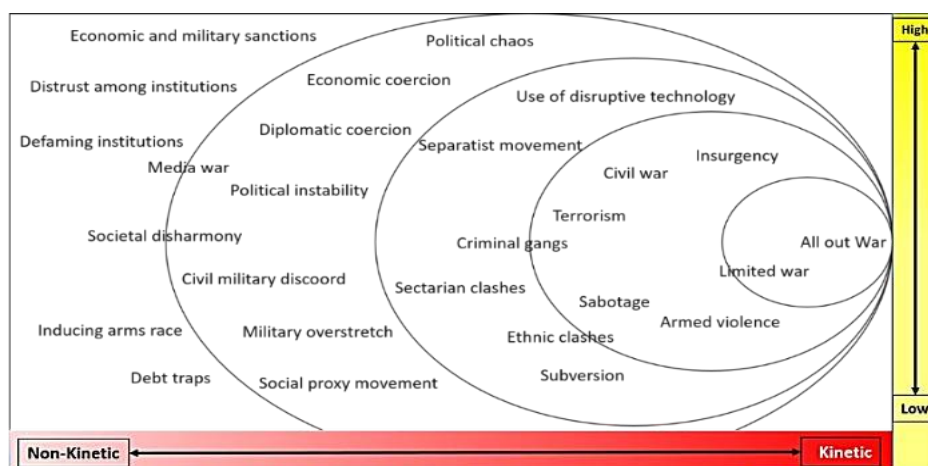 Economic and military sanctions
Political chaos
High
Distrust among institutions
Economic coercion
Use of disruptive technology
Defaming institutions
Diplomatic coercion
Separatist movement
Insurgency
Media war
Civil war
Political instability
Terrorism
Societal disharmony
Criminal gangs
All out War
Civil military discoord
Sectarian clashes
Limited war
Sabotage
Inducing arms race
Military overstretch
Ethnic clashes
Armed violence
Debt traps
Social proxy movement
Subversion
Low
Non-Kinetic
Kinetic